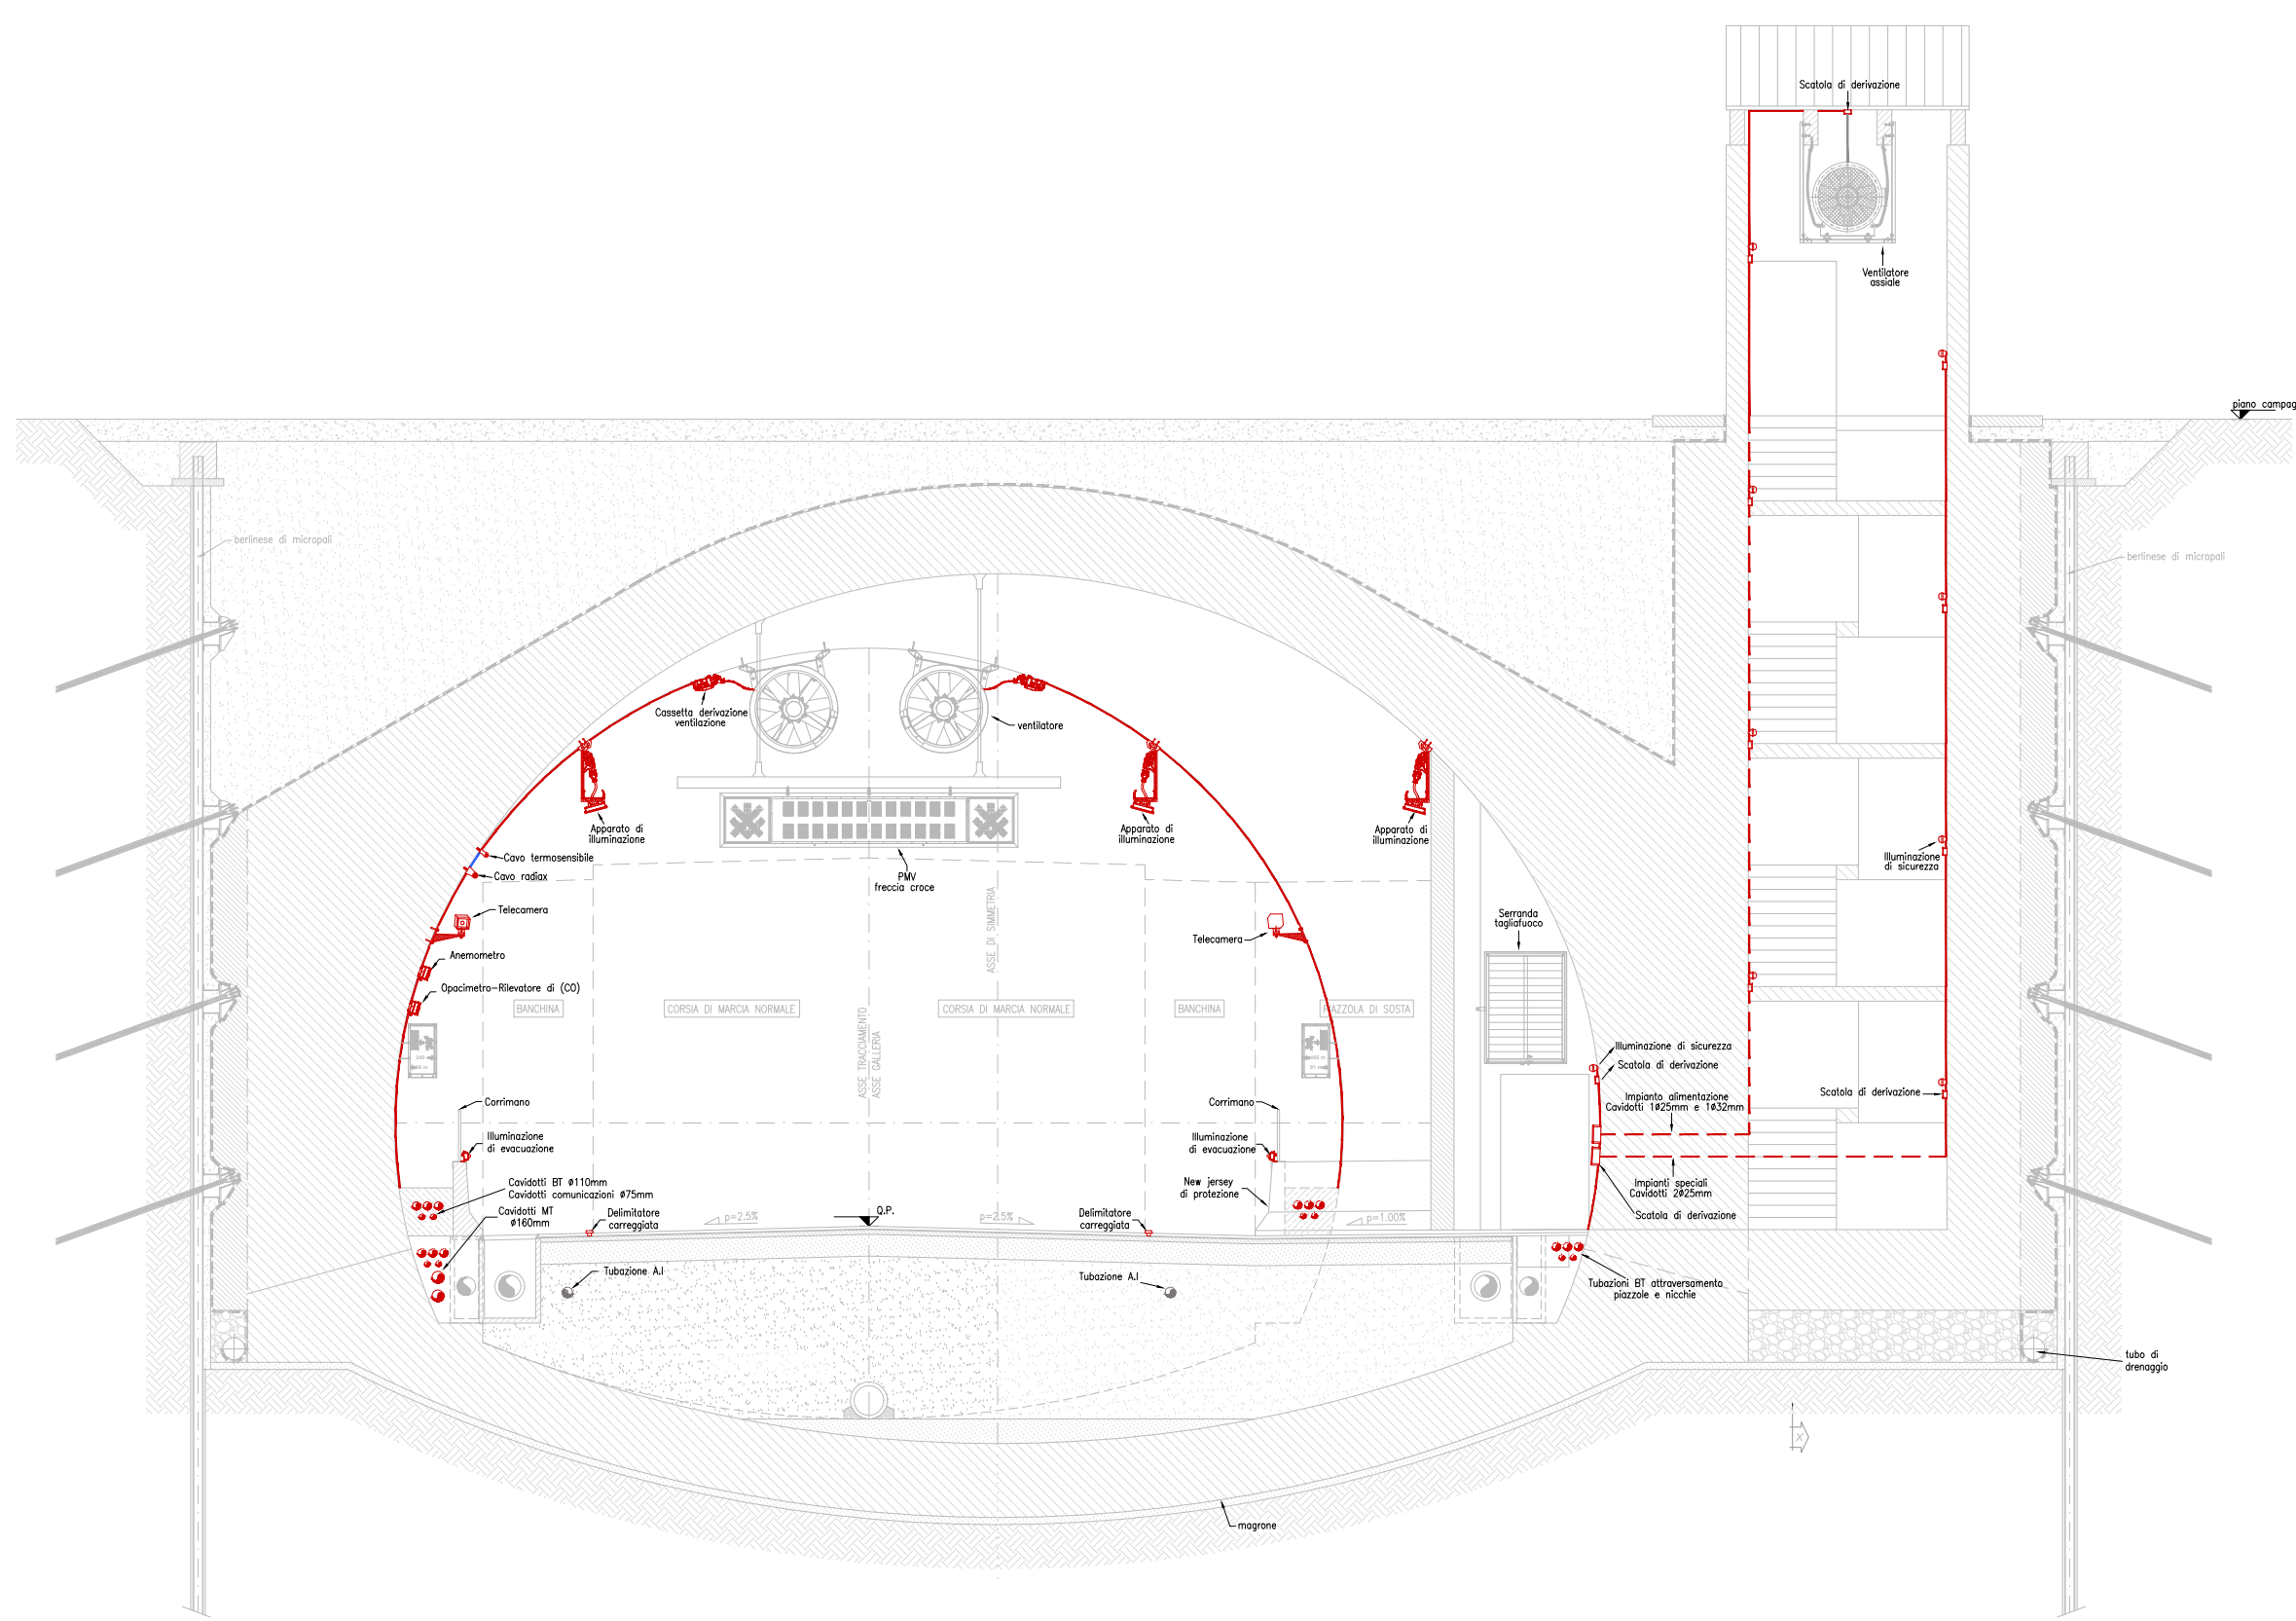 Scatola di derivazione
Ventilatore
assiale
piano campag
berlinese di micropali
berlinese di micropali
Cassetta derivazione
ventilazione
ventilatore
Apparato di
illuminazione
Apparato di
illuminazione
Apparato di
illuminazione
Cavo termosensibile
Cavo radiax
PMV
freccia croce
Illuminazione
di sicurezza
Telecamera
ASSE DI SIMMETRIA
Serranda
tagliafuoco
Telecamera
Anemometro
Opacimetro-Rilevatore di (CO)
BANCHINA
CORSIA DI MARCIA NORMALE
CORSIA DI MARCIA NORMALE
BANCHINA
PIAZZOLA DI SOSTA
ASSE TRACCIAMENTO
ASSE GALLERIA
Illuminazione di sicurezza
Scatola di derivazione
Scatola di derivazione
Impianto alimentazione
Cavidotti 1Ø25mm e 1Ø32mm
Corrimano
Corrimano
Illuminazione
di evacuazione
Illuminazione
di evacuazione
Cavidotti BT Ø110mm
Cavidotti comunicazioni Ø75mm
New jersey
di protezione
Impianti speciali
Cavidotti 2Ø25mm
Cavidotti MT
Ø160mm
Delimitatore
carreggiata
p=2.5%
Q.P.
p=2.5%
Delimitatore
carreggiata
p=1.00%
Scatola di derivazione
Tubazione A.I
Tubazione A.I
Tubazioni BT attraversamento
piazzole e nicchie
tubo di
drenaggio
X
magrone